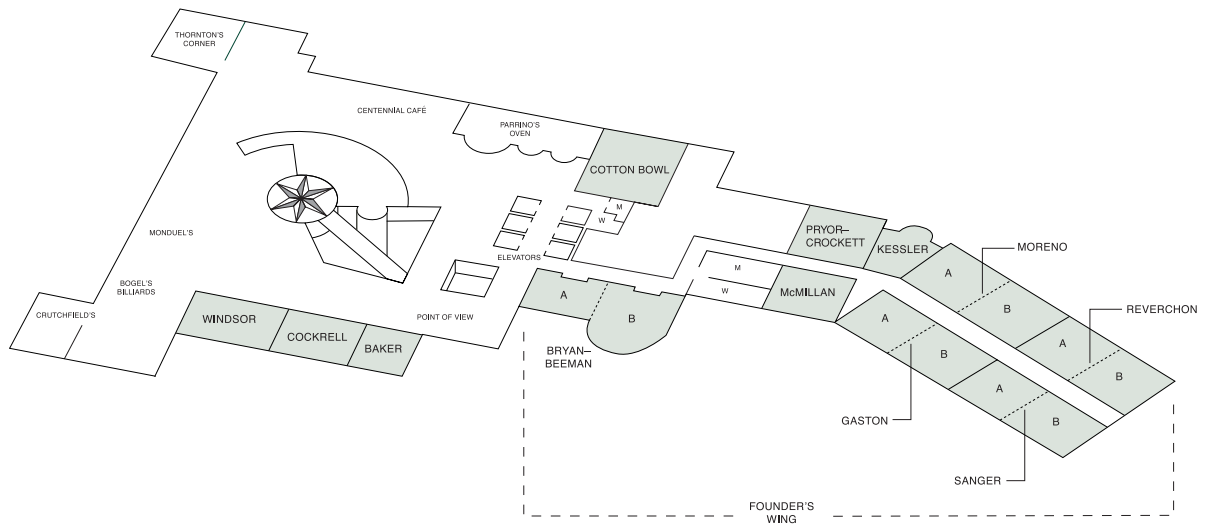 THORNTON'S
CORNER
CENTENNIAL CAFÉ
PARRINO'S
OVEN
COTTON BOWL
M
W
MONDUEL'S
ELEVATORS
PRYOR–
CROCKETT
KESSLER
MORENO
A
B
M
W
McMILLAN
BOGEL'S
BILLIARDS
CRUTCHFIELD'S
WINDSOR
COCKRELL
BAKER
POINT OF VIEW
A
B
BRYAN–
BEEMAN
REVERCHON
A
B
A
B
GASTON
A
B
SANGER
FOUNDER'S
WING